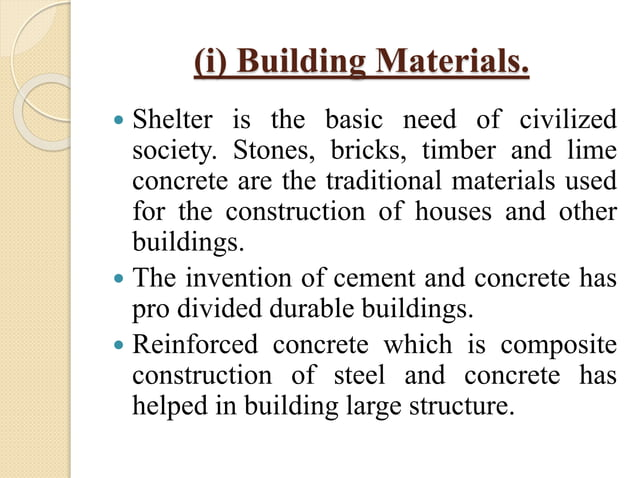 (i) Building Materials.
• Shelter is the basic need of civilized
society. Stones, bricks, timber and lime
concrete are the traditional materials used
for the construction of houses and other
buildings.
• The invention of cement and concrete has
pro divided durable buildings.
• Reinforced concrete which is composite
construction of steel and concrete has
helped in building large structure.